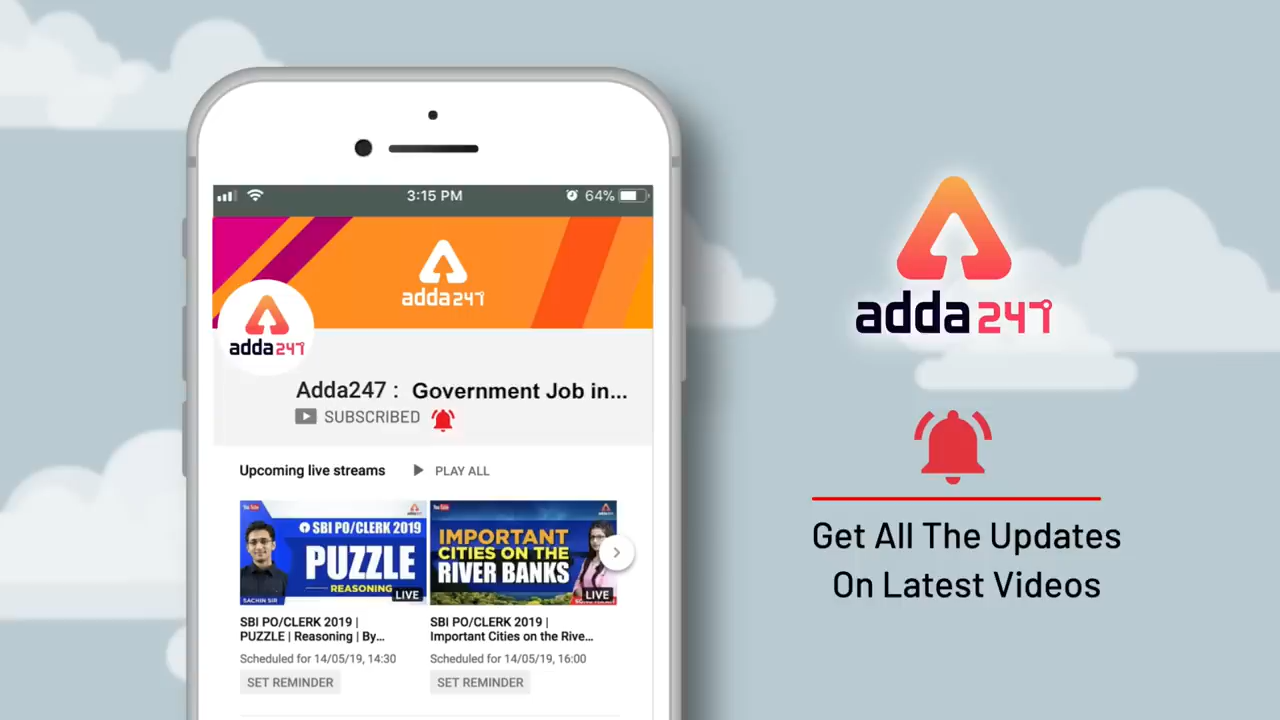 3:15 PM
64%
adda247
adda247
Adda247 : Government Job in...
SUBSCRIBED
Upcoming live streams
PLAY ALL
SBI PO/CLERK 2019
PUZZLE
REASONING
LIVE
SACHIN SIR
IMPORTANT
CITIES ON THE
RIVER BANKS
LIVE
SBI PO/CLERK 2019 |
PUZZLE | Reasoning | By...
Scheduled for 14/05/19, 14:30
SET REMINDER
SBI PO/CLERK 2019 |
Important Cities on the Rive...
Scheduled for 14/05/19, 16:00
SET REMINDER
adda247
Get All The Updates
On Latest Videos